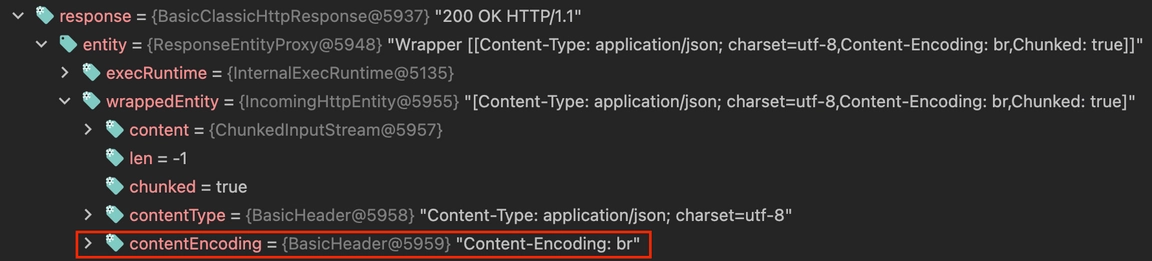 response = {BasicClassicHttpResponse@5937} "200 OK HTTP/1.1"
entity = {ResponseEntityProxy@5948} "Wrapper [[Content-Type: application/json; charset=utf-8,Content-Encoding: br,Chunked: true]]"
execRuntime = {InternalExecRuntime@5135}
wrappedEntity = {IncomingHttpEntity@5955} "[Content-Type: application/json; charset=utf-8,Content-Encoding: br,Chunked: true]"
content = {ChunkedInputStream@5957}
len = -1
chunked = true
contentType = {BasicHeader@5958} "Content-Type: application/json; charset=utf-8"
contentEncoding = {BasicHeader@5959} "Content-Encoding: br"